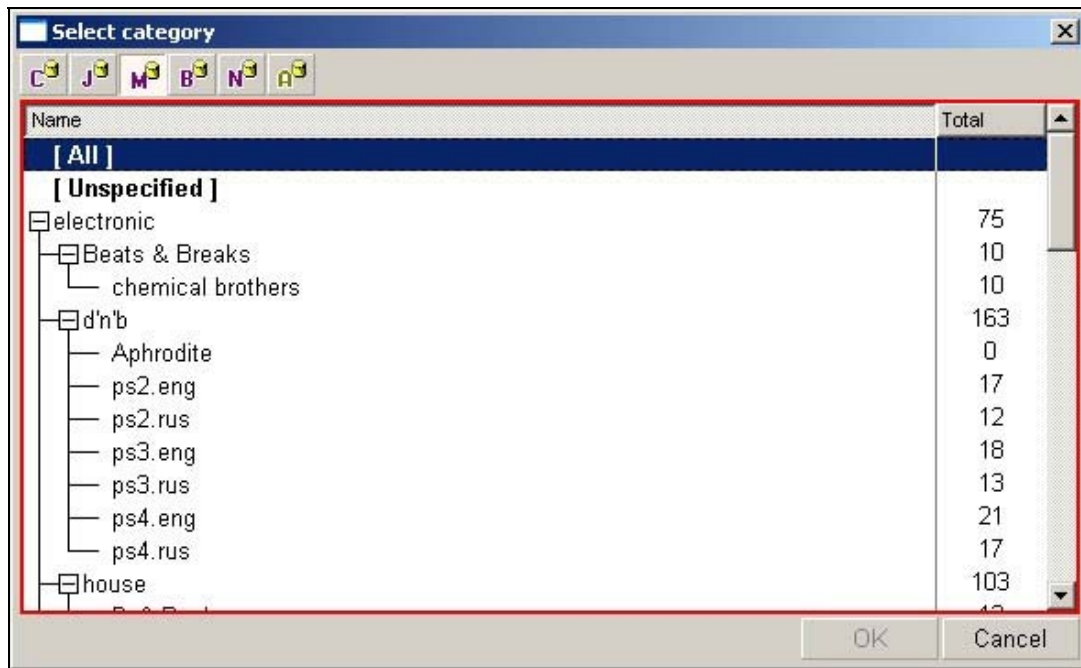 Select category
C J M B N A
Name Total
[ All ]
[ Unspecified ]
electronic 75
Beats & Breaks 10
chemical brothers 10
d'n'b 163
Aphrodite 0
ps2.eng 17
ps2.rus 12
ps3.eng 18
ps3.rus 13
ps4.eng 21
ps4.rus 17
house 103
OK Cancel